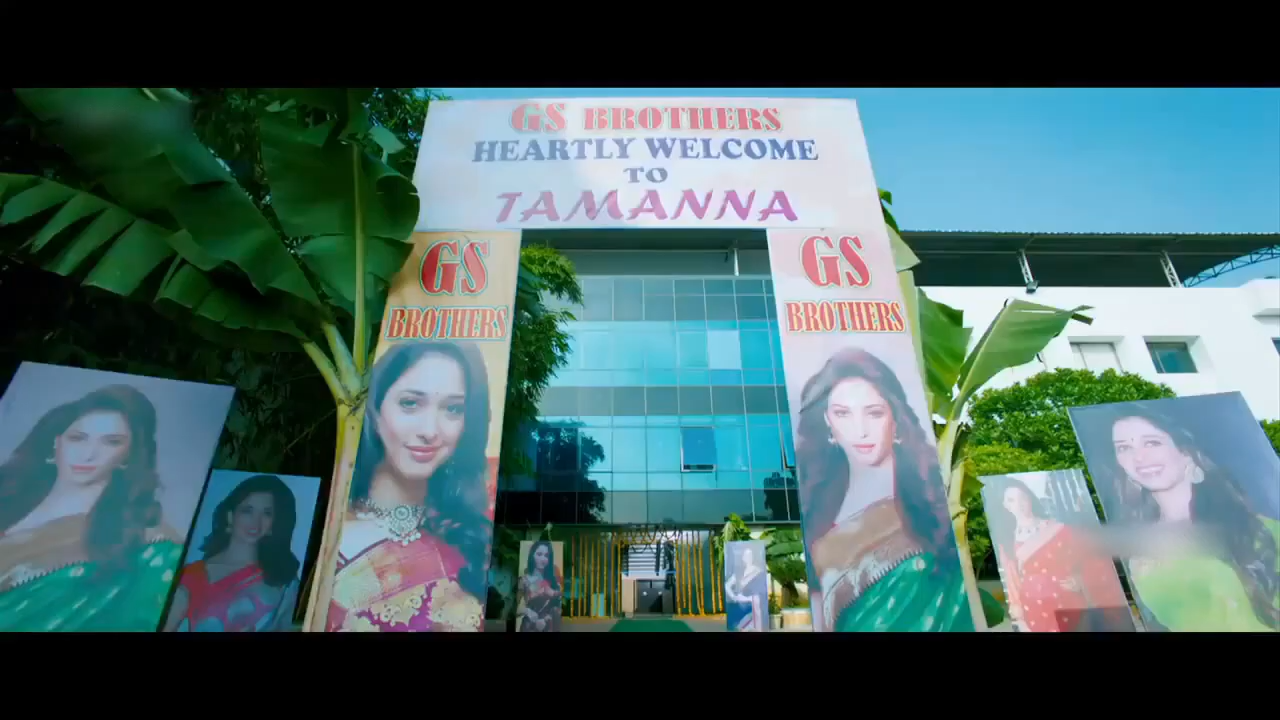 GS BROTHERS
HEARTLY WELCOME
TO
TAMANNA
GS
BROTHERS
GS
BROTHERS